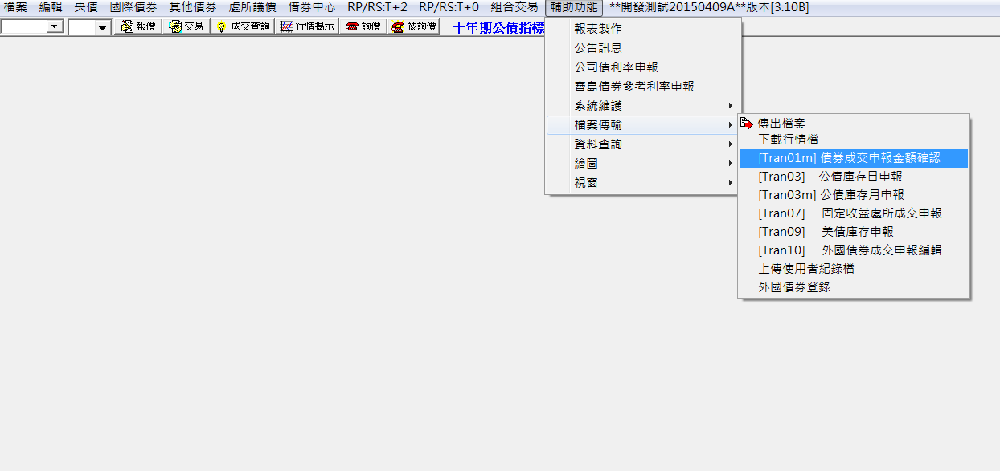 檔案 編輯 央債 國際債券 其他債券 處所議價 借券中心 RP/RS:T+2 RP/RS:T+0 組合交易 輔助功能 **開發測試20150409A**版本[3.10B]
報價 交易 成交查詢 行情揭示 詢價 被詢價 十年期公債指標
報表製作
公告訊息
公司債利率申報
寶島債券參考利率申報
系統維護
檔案傳輸
資料查詢
繪圖
視窗
傳出檔案
下載行情檔
[Tran01m] 債券成交申報金額確認
[Tran03] 公債庫存日申報
[Tran03m] 公債庫存月申報
[Tran07] 固定收益處所成交申報
[Tran09] 美債庫存申報
[Tran10] 外國債券成交申報編輯
上傳使用者紀錄檔
外國債券登錄